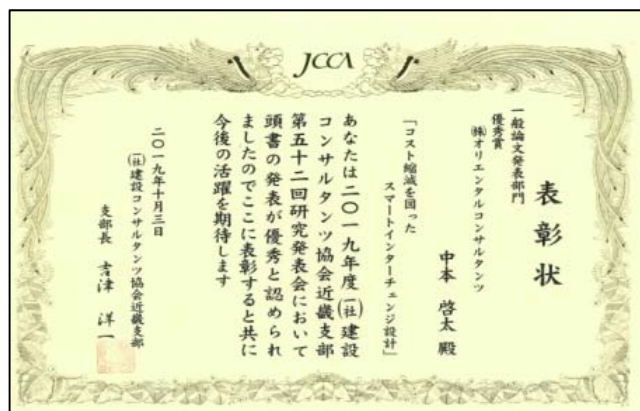 JCCA
表彰状
一般論文発表部門
優秀賞
㈱オリエンタルコンサルタンツ
中本 啓太 殿
「コスト縮減を図った
スマートインターチェンジ設計」
あなたは二〇一九年度(一社)建設
コンサルタンツ協会近畿支部
第五十二回研究発表会において
頭書の発表が優秀と認められ
ましたのでここに表彰すると共に
今後の活躍を期待します
二〇一九年十月三日
(一社)建設コンサルタンツ協会近畿支部
支部長 吉津 洋一